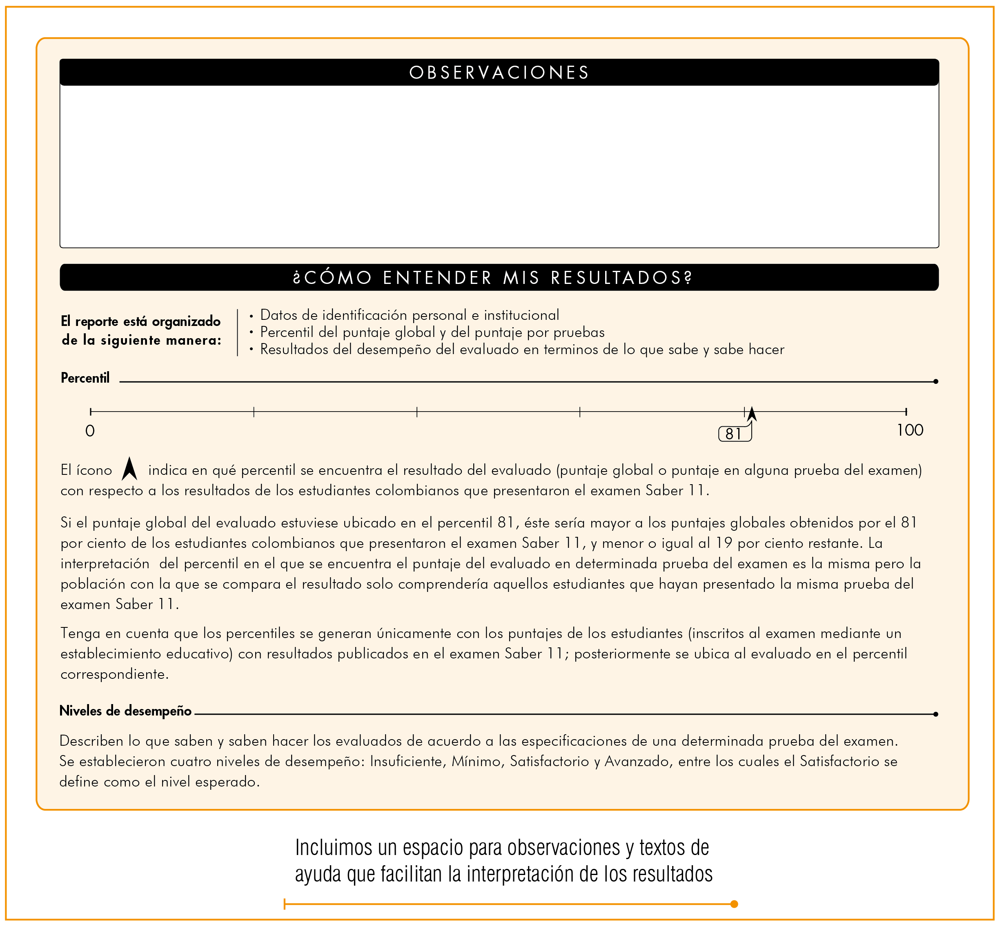 OBSERVACIONES
¿CÓMO ENTENDER MIS RESULTADOS?
El reporte está organizado
de la siguiente manera:
• Datos de identificación personal e institucional
• Percentil del puntaje global y del puntaje por pruebas
• Resultados del desempeño del evaluado en terminos de lo que sabe y sabe hacer
Percentil
0
81
100
El ícono indica en qué percentil se encuentra el resultado del evaluado (puntaje global o puntaje en alguna prueba del examen)
con respecto a los resultados de los estudiantes colombianos que presentaron el examen Saber 11.
Si el puntaje global del evaluado estuviese ubicado en el percentil 81, éste sería mayor a los puntajes globales obtenidos por el 81
por ciento de los estudiantes colombianos que presentaron el examen Saber 11, y menor o igual al 19 por ciento restante. La
interpretación del percentil en el que se encuentra el puntaje del evaluado en determinada prueba del examen es la misma pero la
población con la que se compara el resultado solo comprendería aquellos estudiantes que hayan presentado la misma prueba del
examen Saber 11.
Tenga en cuenta que los percentiles se generan únicamente con los puntajes de los estudiantes (inscritos al examen mediante un
establecimiento educativo) con resultados publicados en el examen Saber 11; posteriormente se ubica al evaluado en el percentil
correspondiente.
Niveles de desempeño
Describen lo que saben y saben hacer los evaluados de acuerdo a las especificaciones de una determinada prueba del examen.
Se establecieron cuatro niveles de desempeño: Insuficiente, Mínimo, Satisfactorio y Avanzado, entre los cuales el Satisfactorio se
define como el nivel esperado.
Incluimos un espacio para observaciones y textos de
ayuda que facilitan la interpretación de los resultados